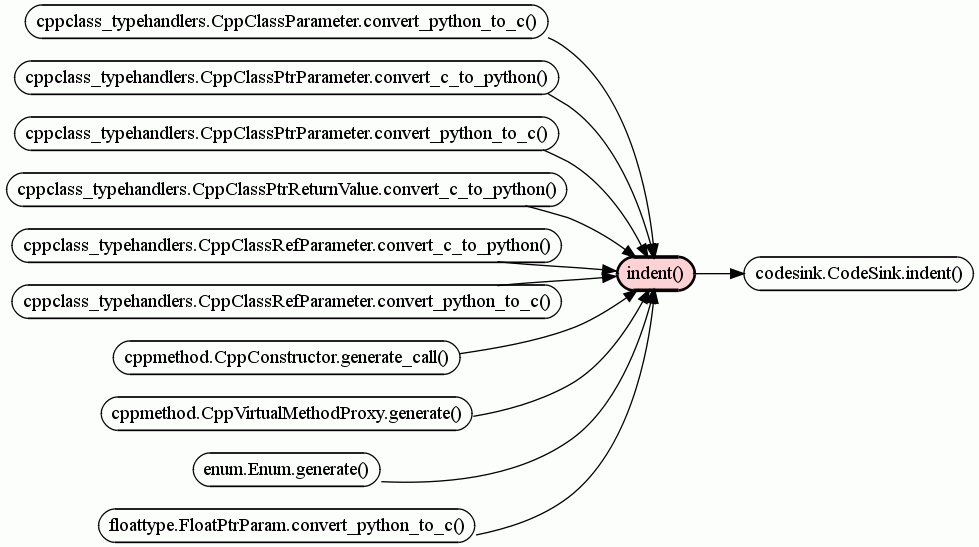 cppclass_typehandlers.CppClassParameter.convert_python_to_c()
cppclass_typehandlers.CppClassPtrParameter.convert_c_to_python()
cppclass_typehandlers.CppClassPtrParameter.convert_python_to_c()
cppclass_typehandlers.CppClassPtrReturnValue.convert_c_to_python()
cppclass_typehandlers.CppClassRefParameter.convert_c_to_python()
cppclass_typehandlers.CppClassRefParameter.convert_python_to_c()
cppmethod.CppConstructor.generate_call()
cppmethod.CppVirtualMethodProxy.generate()
enum.Enum.generate()
floattype.FloatPtrParam.convert_python_to_c()
indent()
codesink.CodeSink.indent()